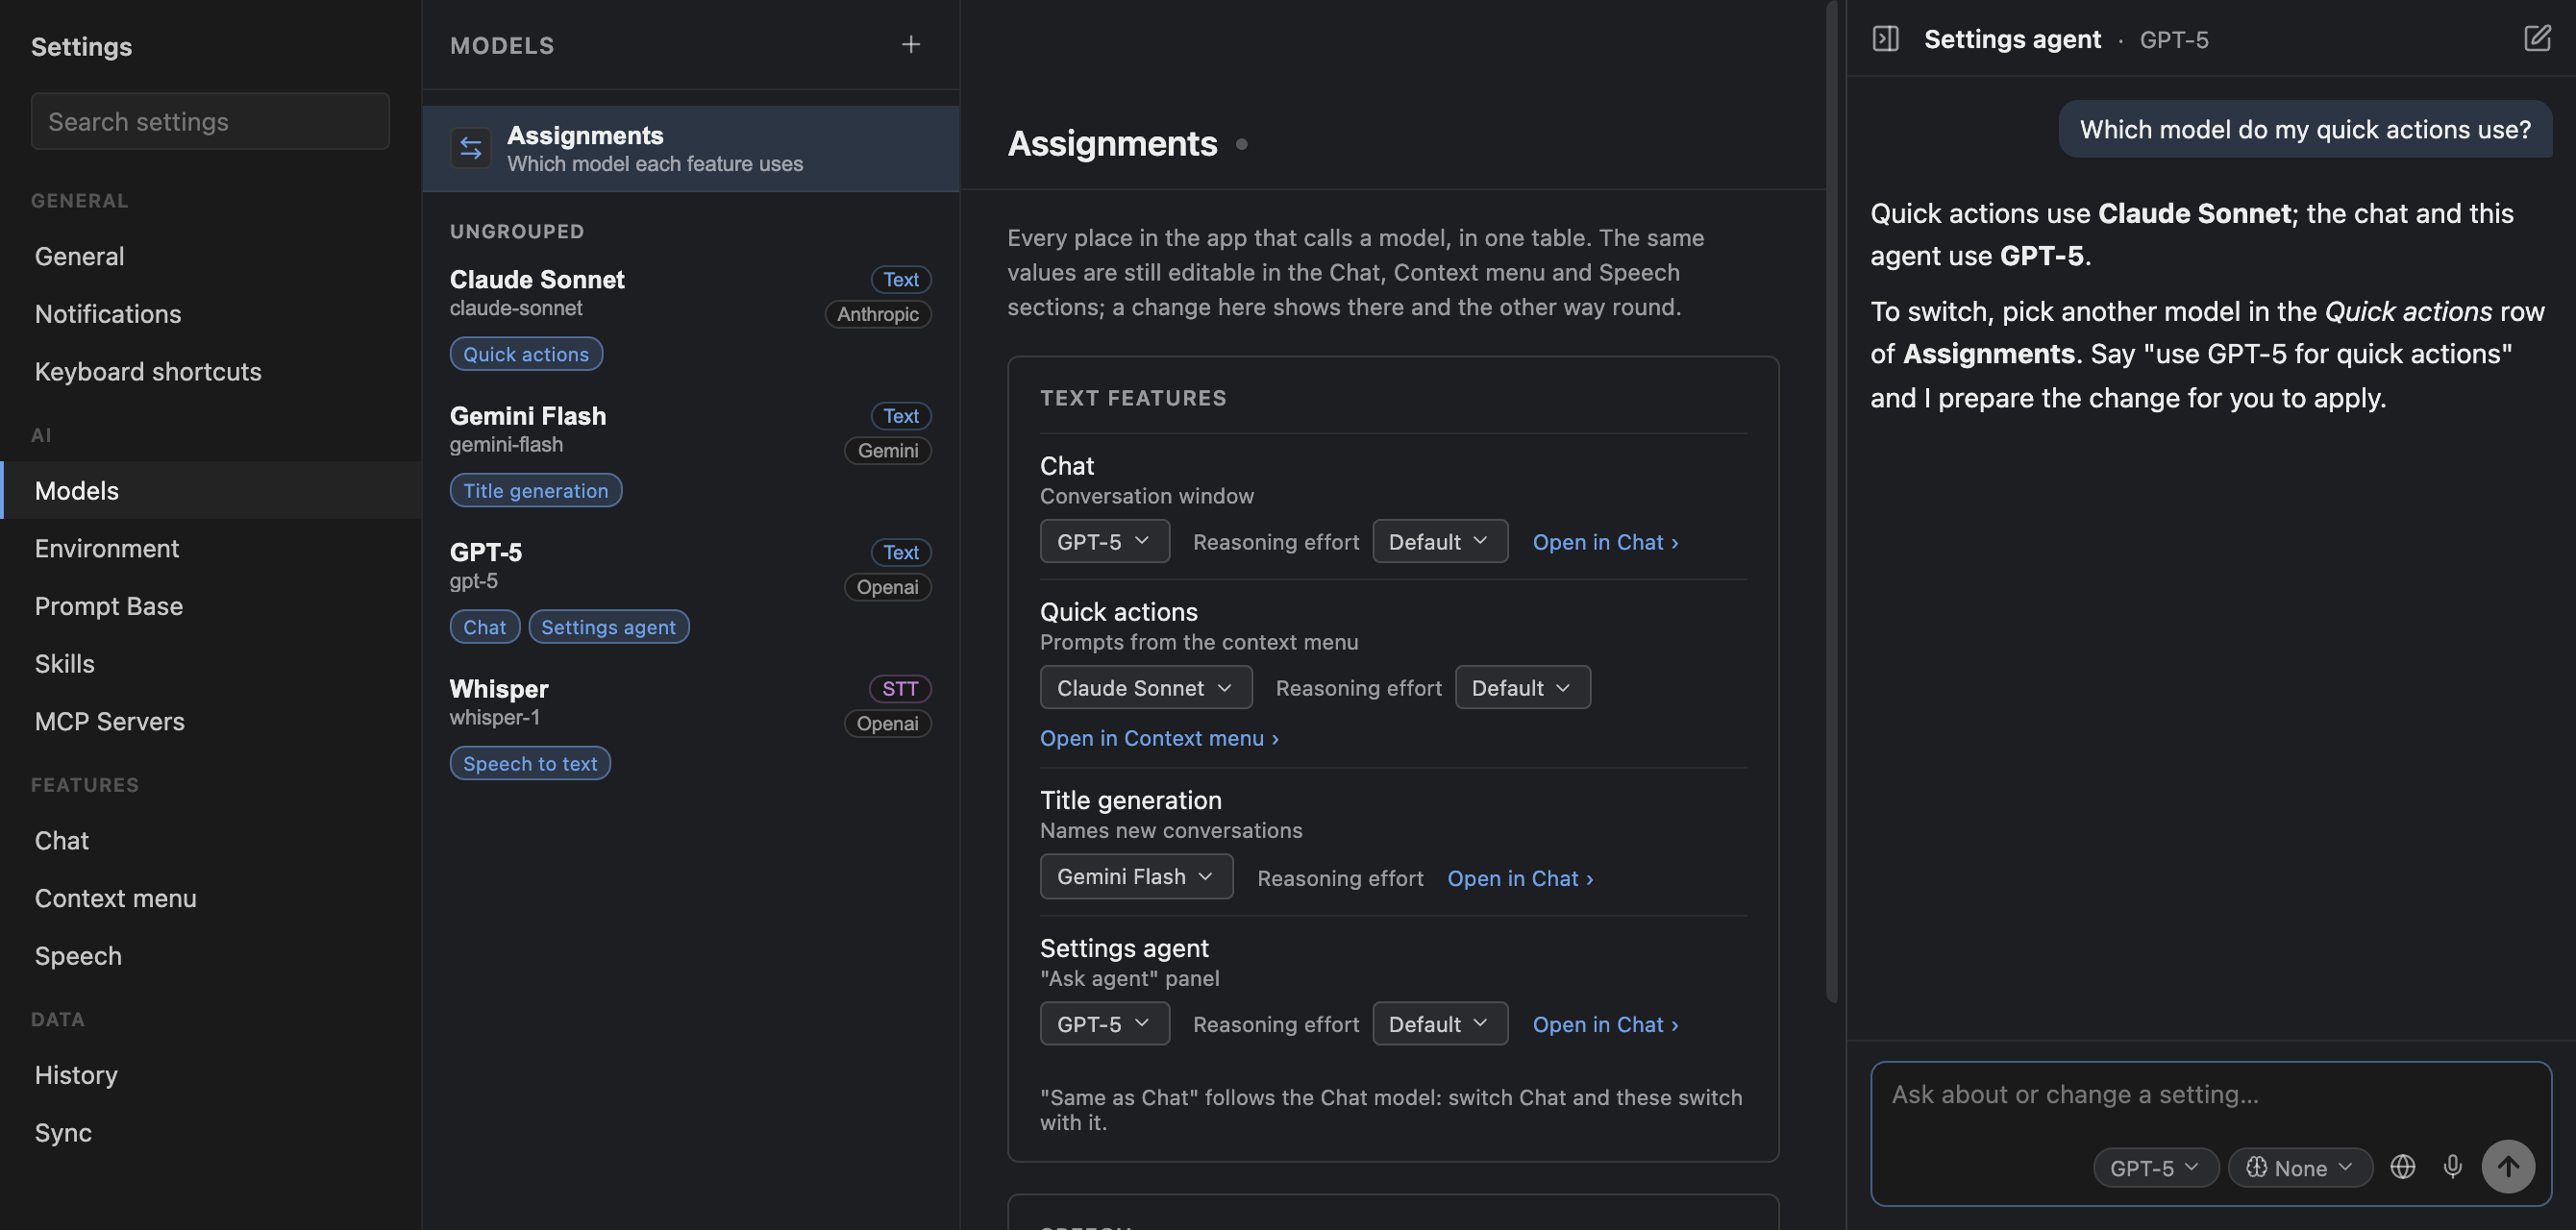 Settings
Search settings
GENERAL
General
Notifications
Keyboard shortcuts
AI
Models
Environment
Prompt Base
Skills
MCP Servers
FEATURES
Chat
Context menu
Speech
DATA
History
Sync
MODELS
Assignments
Which model each feature uses
UNGROUPED
Claude Sonnet Text
claude-sonnet Anthropic
Quick actions
Gemini Flash Text
gemini-flash Gemini
Title generation
GPT-5 Text
gpt-5 Openai
Chat Settings agent
Whisper STT
whisper-1 Openai
Speech to text
Assignments
Every place in the app that calls a model, in one table. The same
values are still editable in the Chat, Context menu and Speech
sections; a change here shows there and the other way round.
TEXT FEATURES
Chat
Conversation window
GPT-5 Reasoning effort Default Open in Chat ›
Quick actions
Prompts from the context menu
Claude Sonnet Reasoning effort Default
Open in Context menu ›
Title generation
Names new conversations
Gemini Flash Reasoning effort Open in Chat ›
Settings agent
"Ask agent" panel
GPT-5 Reasoning effort Default Open in Chat ›
"Same as Chat" follows the Chat model: switch Chat and these switch
with it.
Settings agent · GPT-5
Which model do my quick actions use?
Quick actions use Claude Sonnet; the chat and this
agent use GPT-5.
To switch, pick another model in the Quick actions row
of Assignments. Say "use GPT-5 for quick actions"
and I prepare the change for you to apply.
Ask about or change a setting...
GPT-5 None